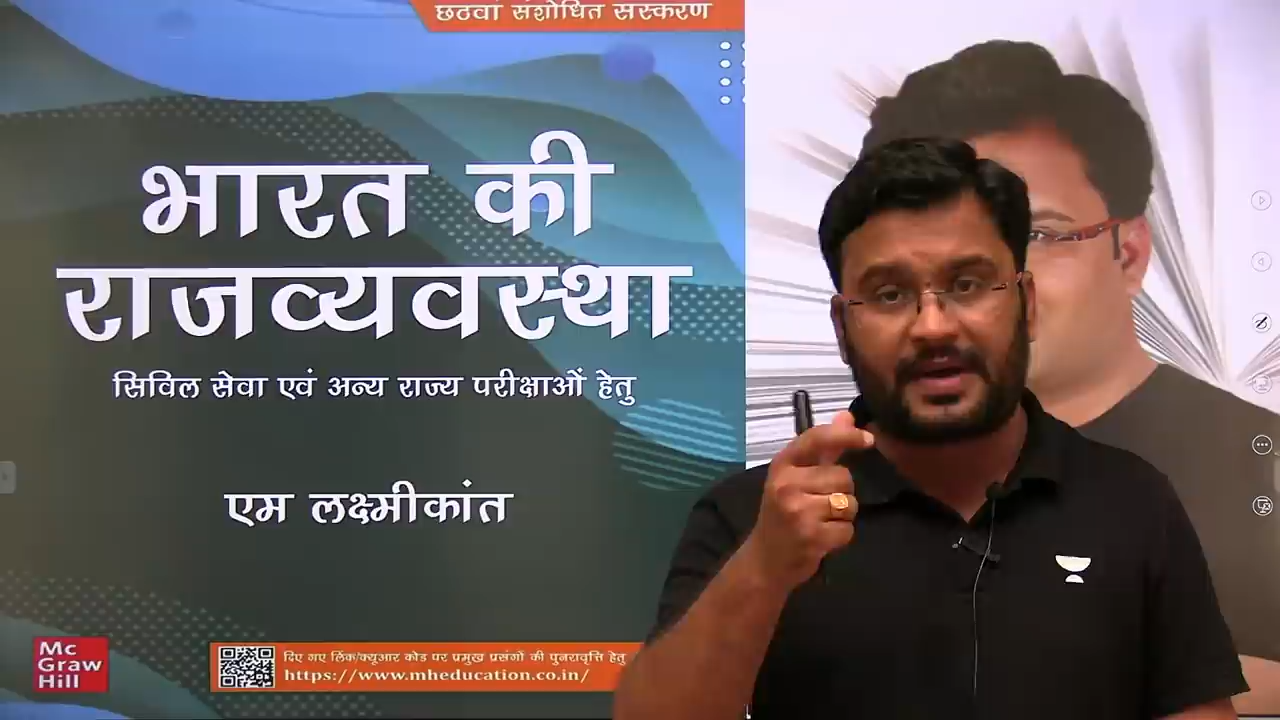 छठवां संशोधित संस्करण
भारत की
राजव्यवस्था
सिविल सेवा एवं अन्य राज्य परीक्षाओं हेतु
एम लक्ष्मीकांत
Mc
Graw
Hill
दिए गए लिंक/क्यूआर कोड पर प्रमुख प्रसंगों की पुनरावृत्ति हेतु
https://www.mheducation.co.in/